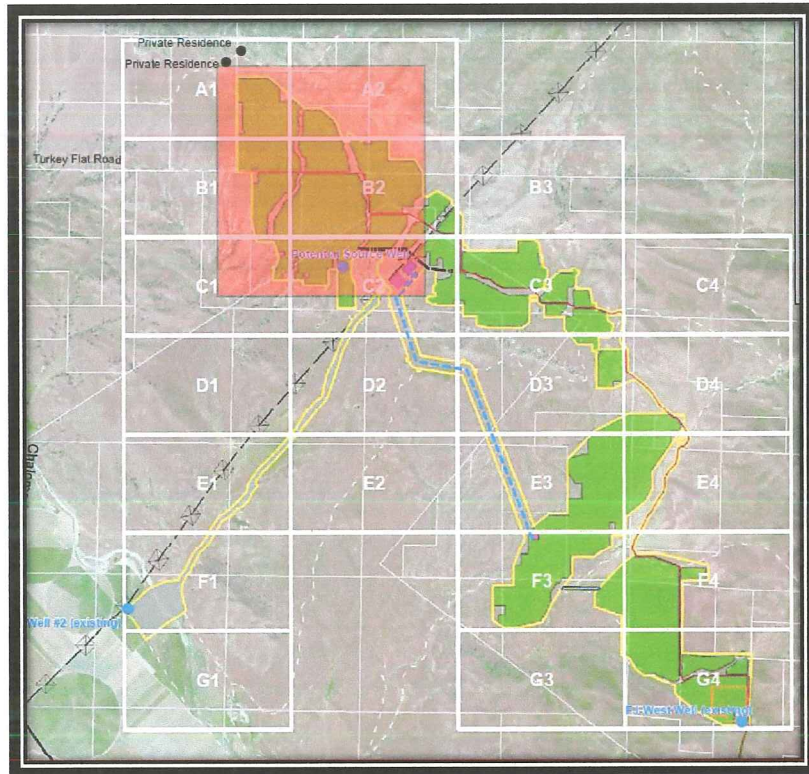 Private Residence
Private Residence
A1
A2
Turkey Flat Road
B1
B2
B3
Potential Source Well
C1
C2
C3
C4
D1
D2
D3
D4
E1
E2
E3
E4
F1
F3
F4
Well #2 (existing)
G1
G3
G4
West Well (existing)